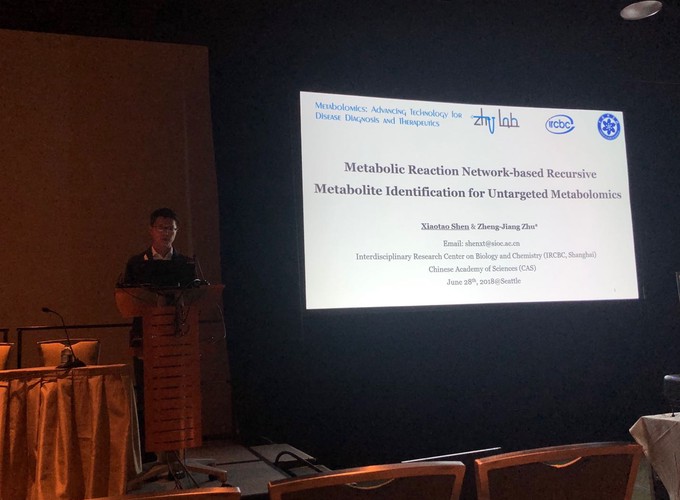 Metabolomics: Advancing Technology for
Disease Diagnosis and Therapeutics
zhu lab
ircbc
Metabolic Reaction Network-based Recursive
Metabolite Identification for Untargeted Metabolomics
Xiaotao Shen & Zheng-Jiang Zhu*
Email: shenxt@sioc.ac.cn
Interdisciplinary Research Center on Biology and Chemistry (IRCBC, Shanghai)
Chinese Academy of Sciences (CAS)
June 28th, 2018@Seattle